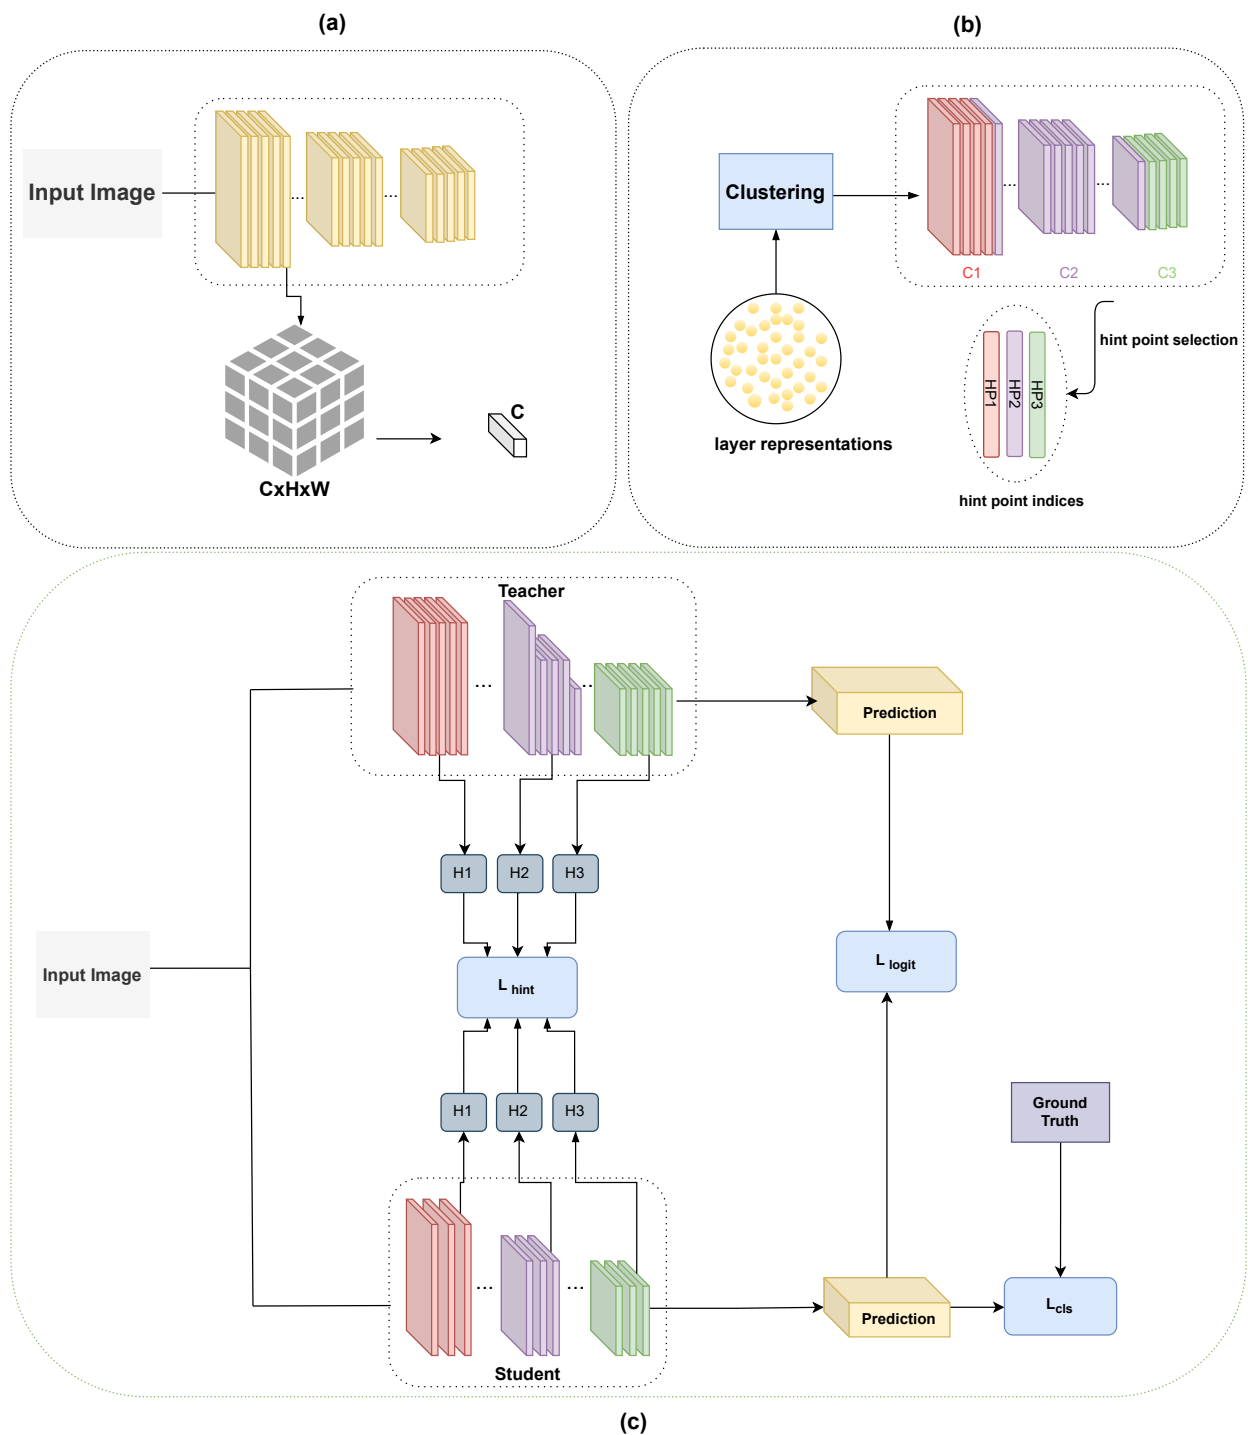 (a)
Input Image
...
...
CxHxW
C
(b)
Clustering
...
...
C1
C2
C3
layer representations
hint point selection
HP1
HP2
HP3
hint point indices
Teacher
...
...
Prediction
H1
H2
H3
Input Image
L hint
L logit
H1
H2
H3
Ground
Truth
...
...
Prediction
Lcls
Student
(c)